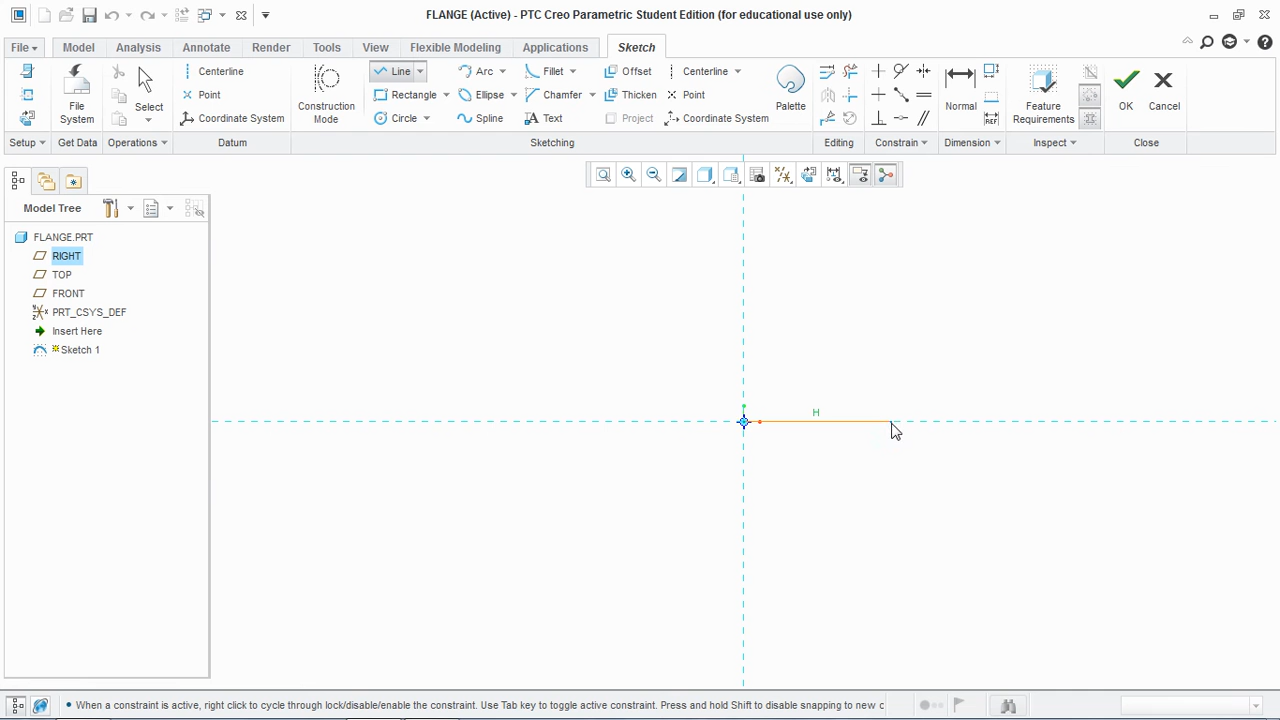 FLANGE (Active) - PTC Creo Parametric Student Edition (for educational use only)
File Model Analysis Annotate Render Tools View Flexible Modeling Applications Sketch
Centerline Line Arc Fillet Offset Centerline
Point Rectangle Ellipse Chamfer Thicken Point
Coordinate System Circle Spline Text Project Coordinate System
File System Select Construction Mode Palette Normal Feature Requirements OK Cancel
Setup Get Data Operations Datum Sketching Editing Constrain Dimension Inspect Close
Model Tree
FLANGE.PRT
RIGHT
TOP
FRONT
PRT_CSYS_DEF
Insert Here
Sketch 1
H
• When a constraint is active, right click to cycle through lock/disable/enable the constraint. Use Tab key to toggle active constraint. Press and hold Shift to disable snapping to new c